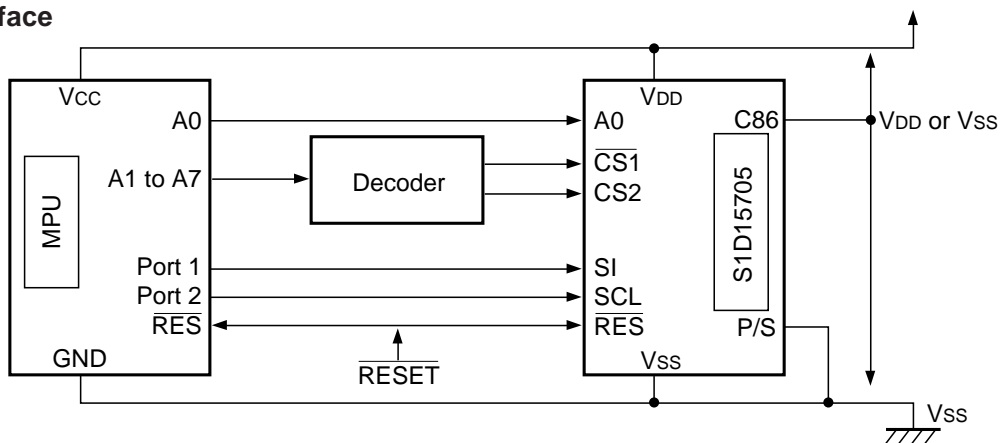 face
VCC
VDD
A0
A0
C86
VDD or VSS
CS1
A1 to A7
Decoder
CS2
MPU
S1D15705
Port 1
SI
Port 2
SCL
RES
RES
P/S
GND
RESET
VSS
VSS